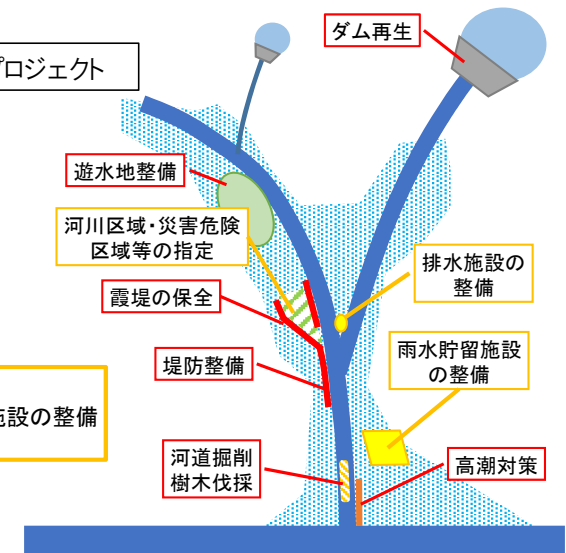 ダム再生
プロジェクト
遊水地整備
河川区域・災害危険
区域等の指定
排水施設の
整備
霞堤の保全
雨水貯留施設
の整備
堤防整備
施設の整備
河道掘削
樹木伐採
高潮対策